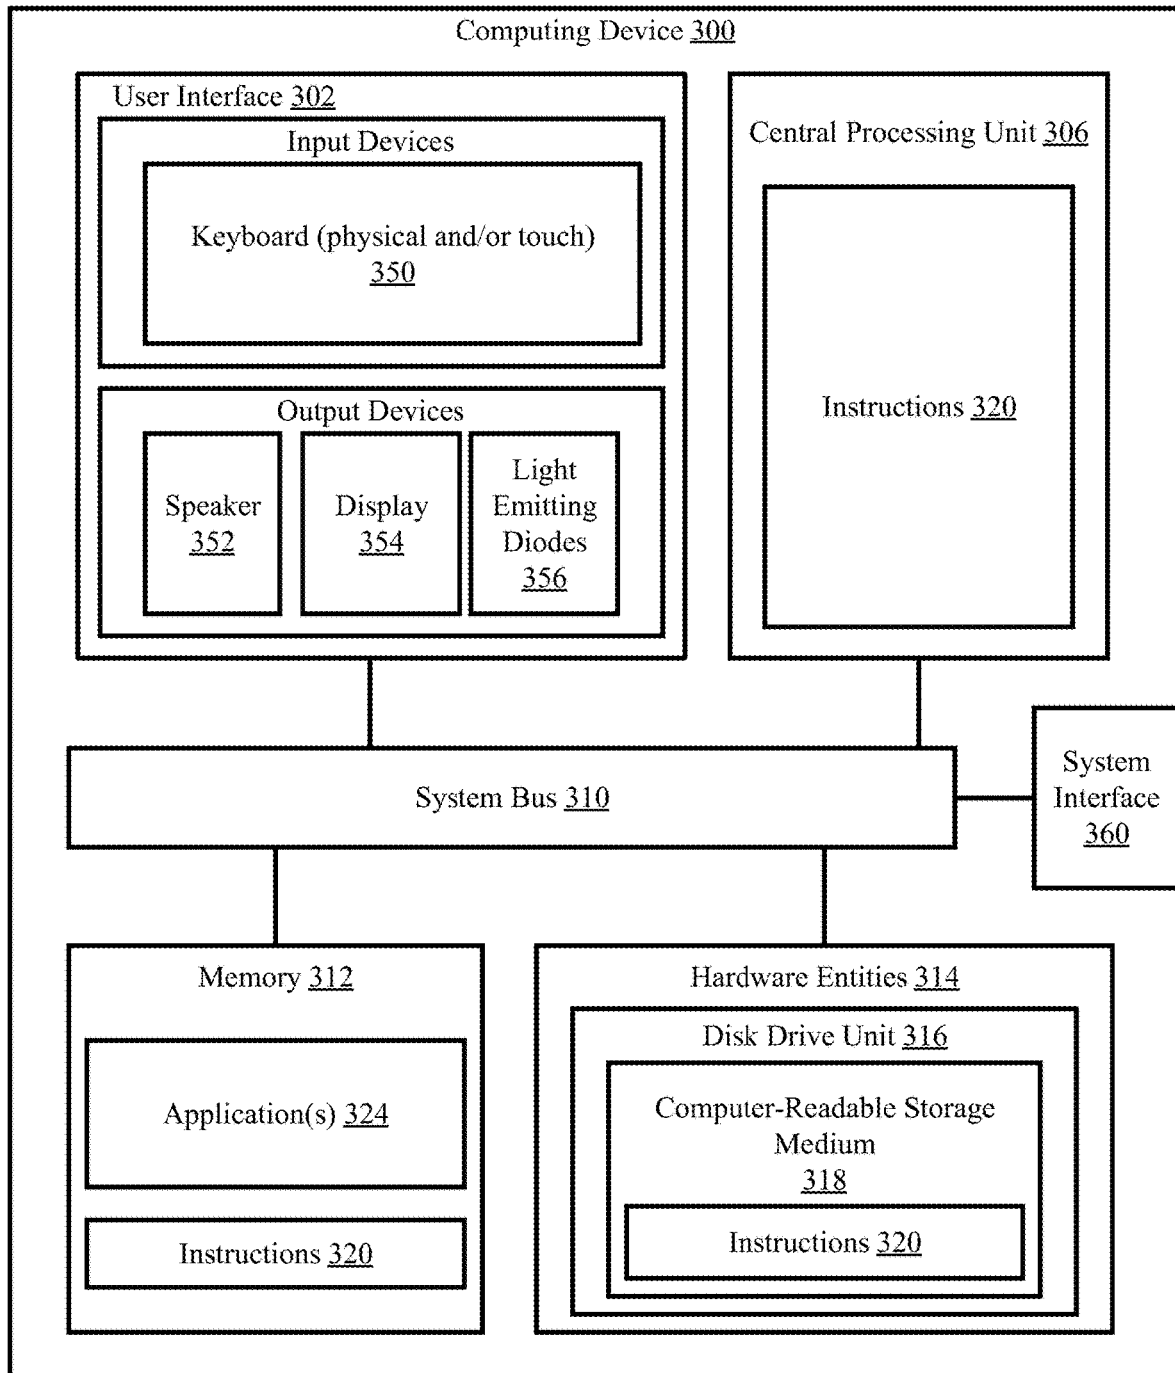 Computing Device 300
User Interface 302
Input Devices
Keyboard (physical and/or touch)
350
Output Devices
Speaker
352
Display
354
Light
Emitting
Diodes
356
Central Processing Unit 306
Instructions 320
System Bus 310
System
Interface
360
Memory 312
Application(s) 324
Instructions 320
Hardware Entities 314
Disk Drive Unit 316
Computer-Readable Storage
Medium
318
Instructions 320